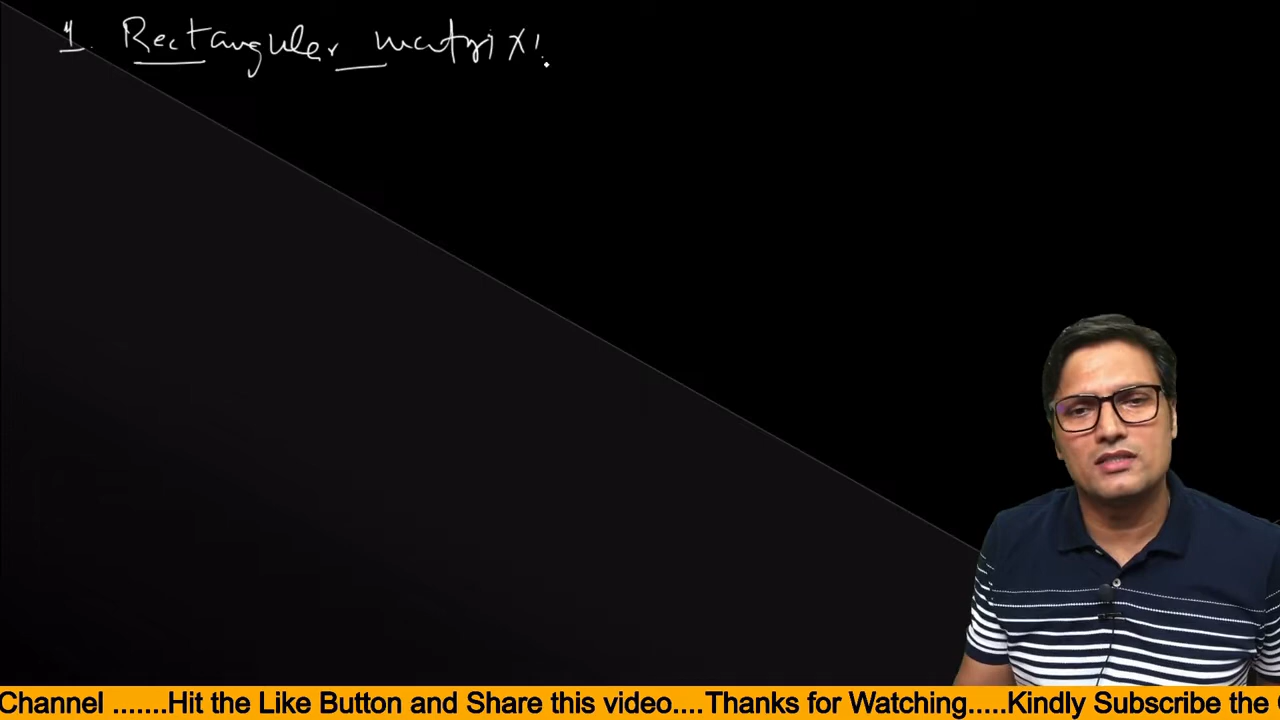 1. Rectangular matrix:
Channel .......Hit the Like Button and Share this video....Thanks for Watching.....Kindly Subscribe the